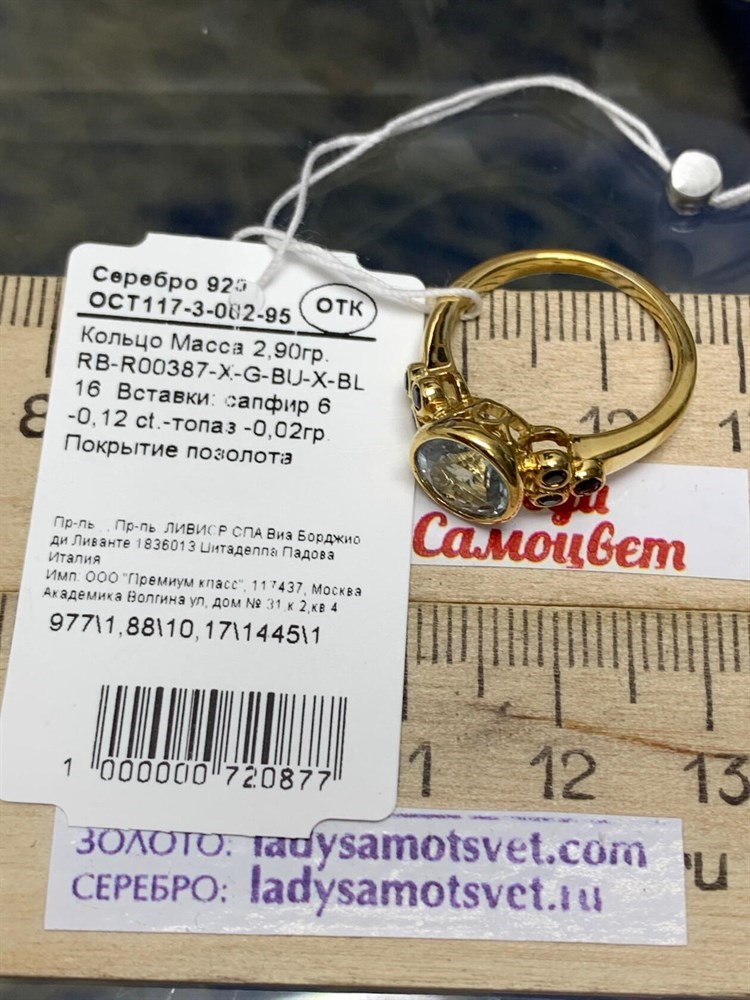 Серебро 925
ОСТ117-3-002-95
ОТК
Кольцо Масса 2,90гр.
RB-R00387-X-G-BU-X-BL
16 Вставки: сапфир 6
-0,12 ct.-топаз -0,02гр
Покрытие позолота
Пр-ль , Пр-ль. ЛИВИОР СПА Виа Борджио
ди Ливанте 1836013 Цитаделла Падова
Италия
Имп: ООО "Премиум класс", 117437, Москва
Академика Волгина ул, дом № 31,к 2,кв 4
977\1,88\10,17\1445\1
1 000000 720877
Самоцвет
8
12
13
1
12
13
ЗОЛОТО: ladysamotsvet.com
СЕРЕБРО: ladysamotsvet.ru
ru